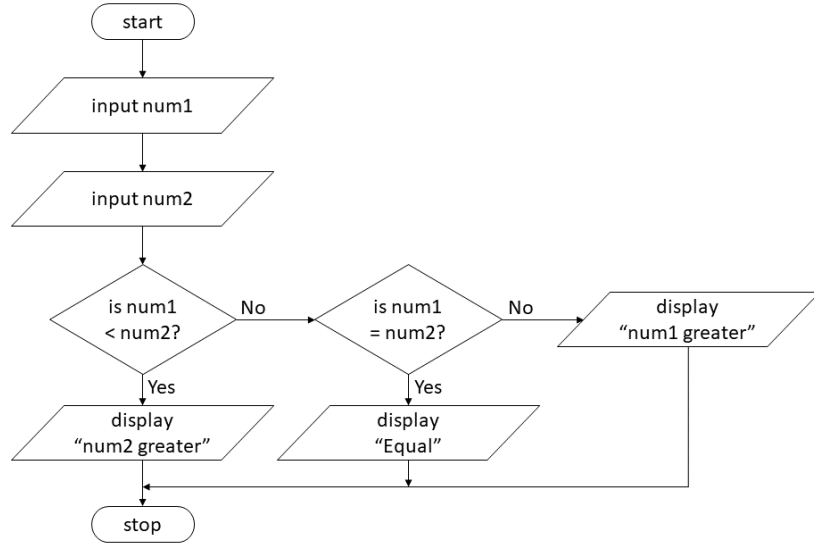 start
input num1
input num2
is num1
< num2?
No
is num1
= num2?
No
display
“num1 greater”
Yes
Yes
display
“num2 greater”
display
“Equal”
stop